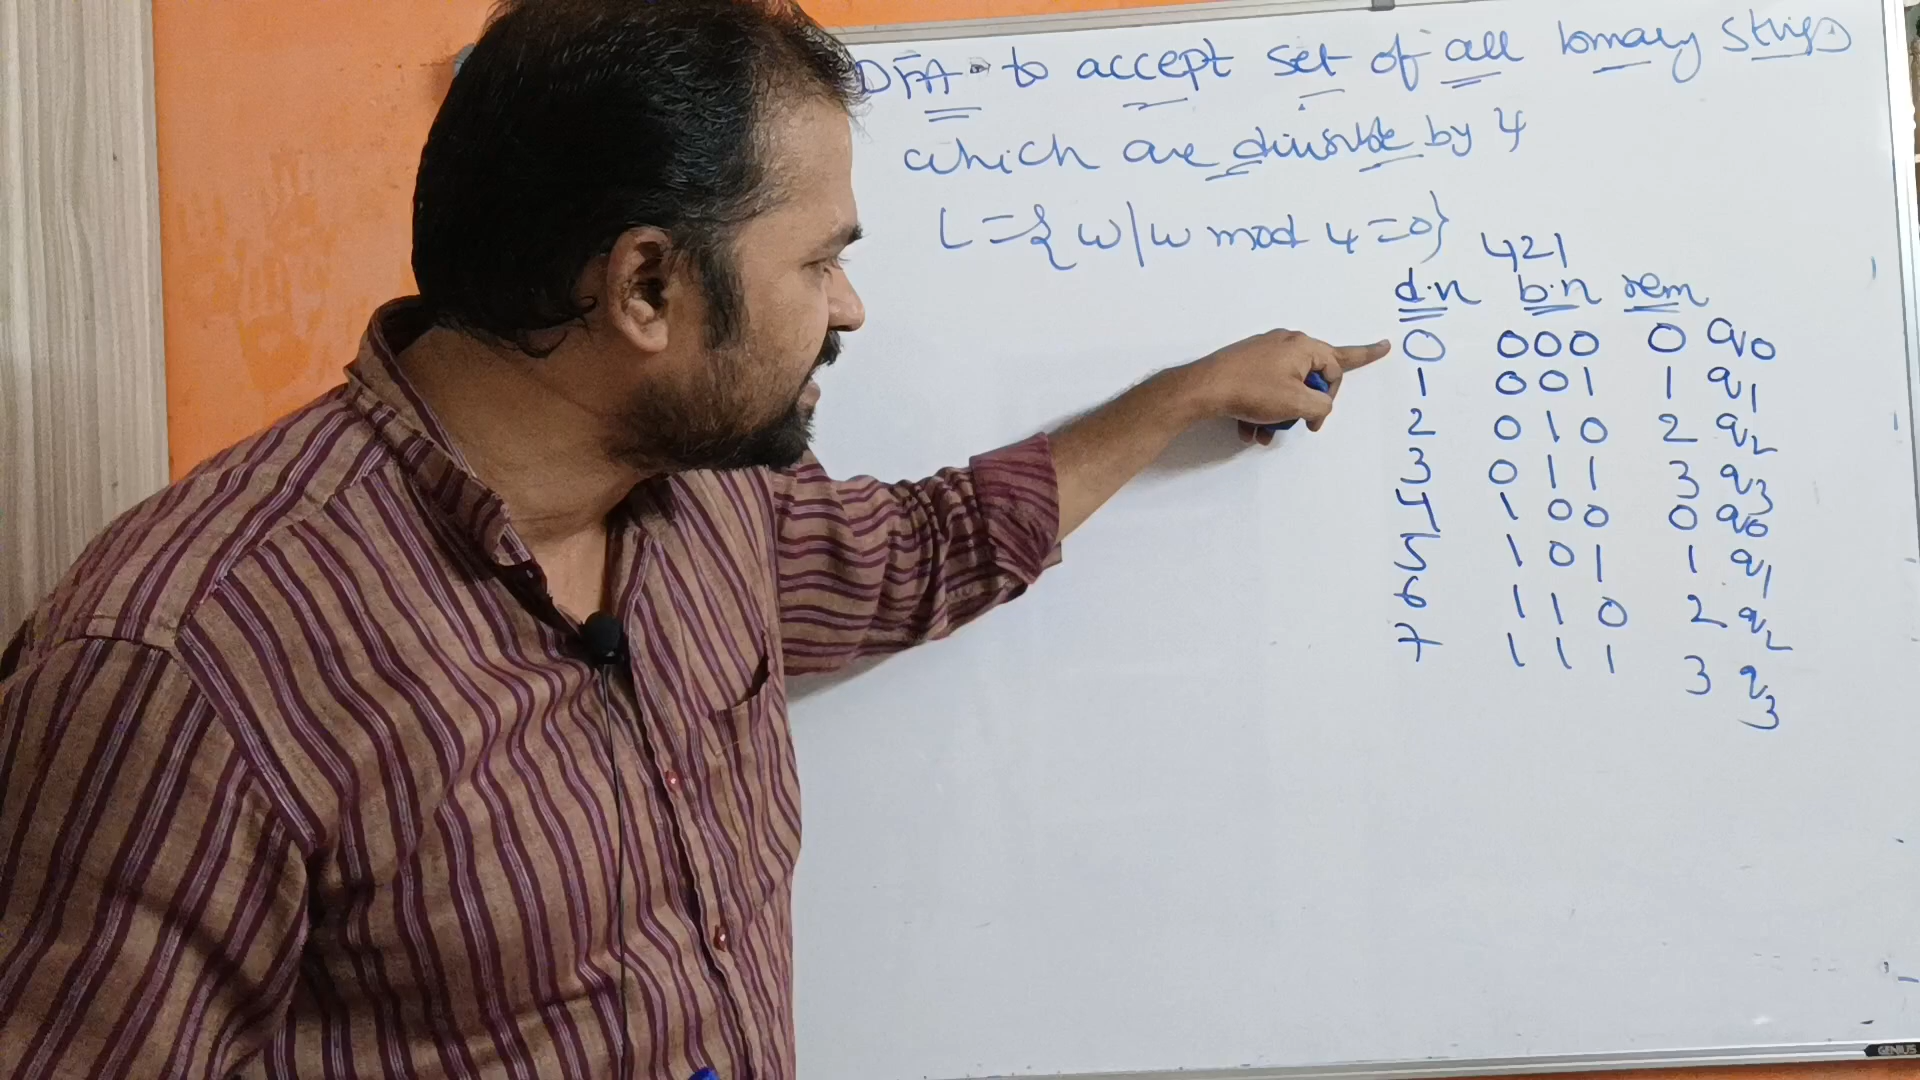 DFA to accept set of all binary strings
which are divisible by 4
L = { w | w mod 4 = 0 }
421
d.n b.n rem
0 000 0 q0
1 001 1 q1
2 010 2 q2
3 011 3 q3
4 100 0 q0
5 101 1 q1
6 110 2 q2
7 111 3 q3
GENIUS